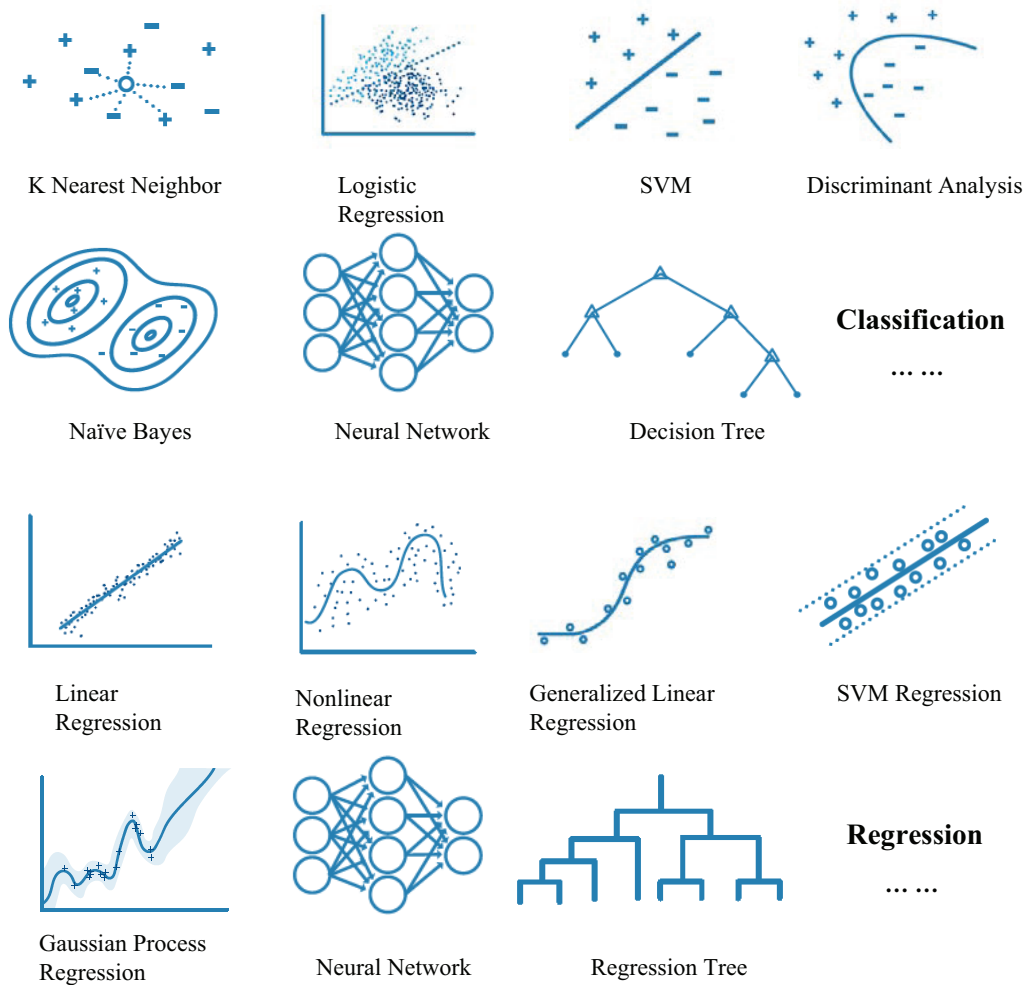 K Nearest Neighbor
Logistic
Regression
SVM
Discriminant Analysis
Naïve Bayes
Neural Network
Decision Tree
Classification
... ...
Linear
Regression
Nonlinear
Regression
Generalized Linear
Regression
SVM Regression
Gaussian Process
Regression
Neural Network
Regression Tree
Regression
... ...